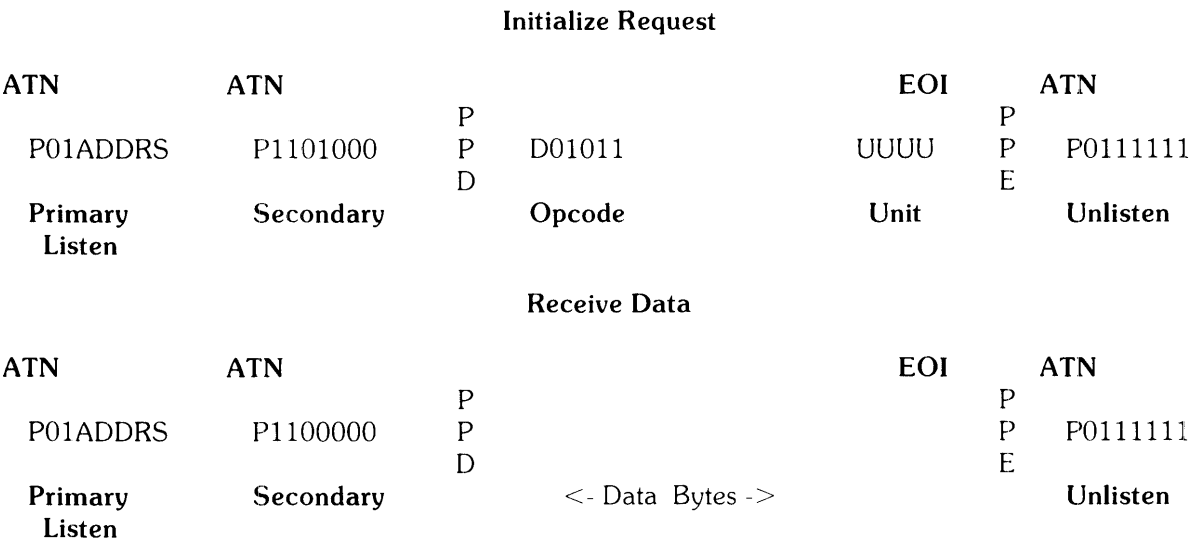 Initialize Request
ATN ATN EOI ATN
P P
P01ADDRS P1101000 P D01011 UUUU P P0111111
D E
Primary Secondary Opcode Unit Unlisten
Listen
Receive Data
ATN ATN EOI ATN
P P
P01ADDRS P1100000 P P P0111111
D E
Primary Secondary <- Data Bytes -> Unlisten
Listen